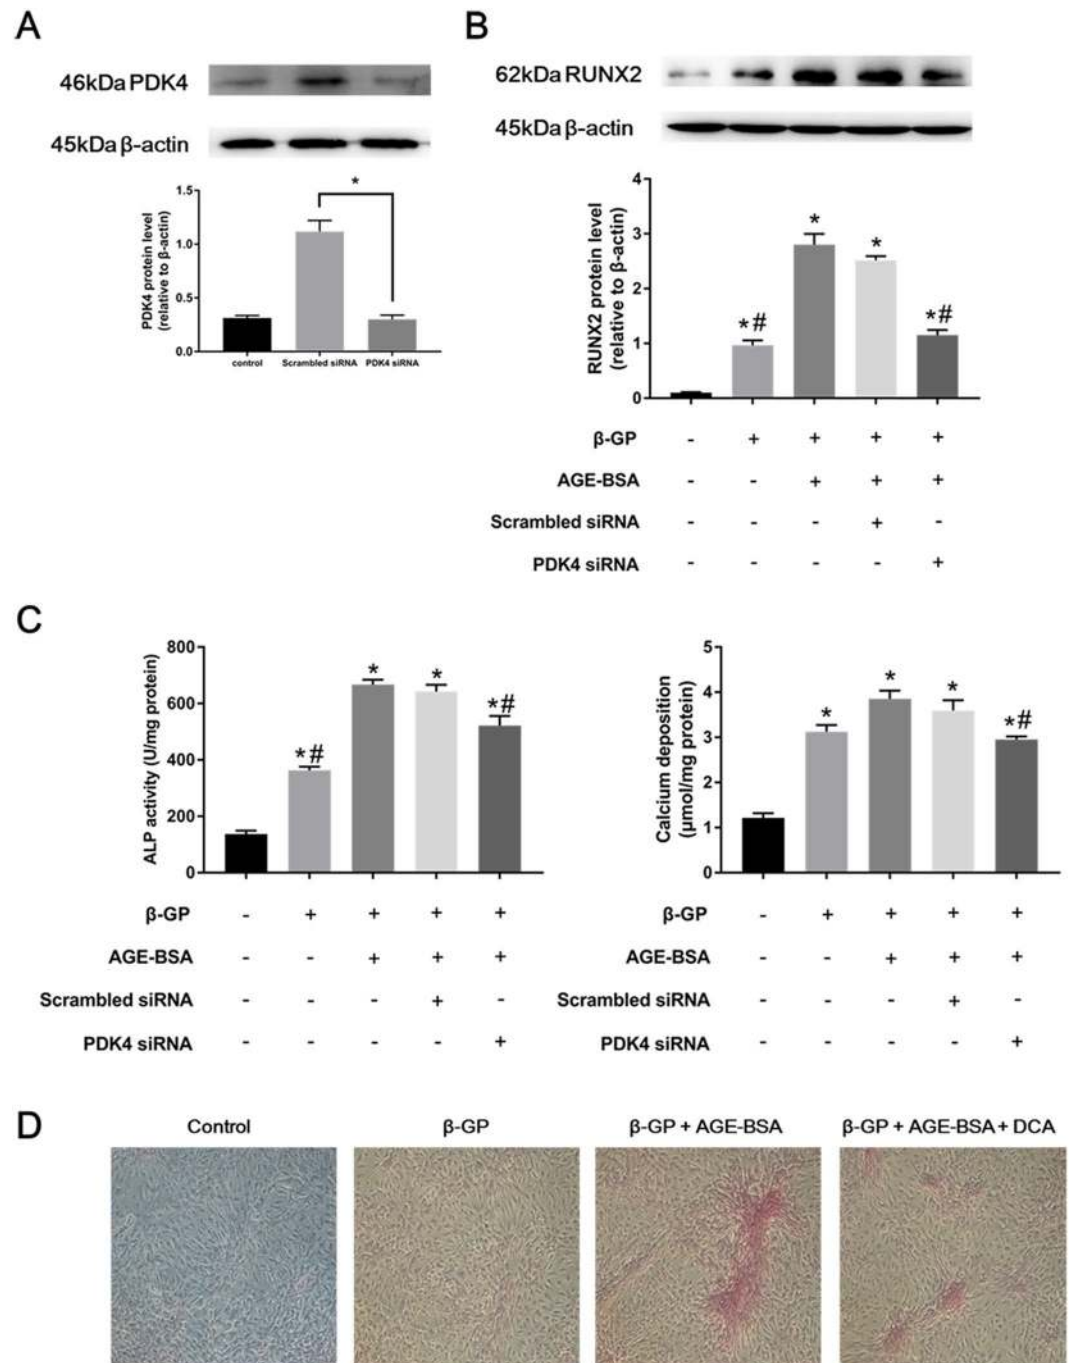 A
46kDa PDK4
45kDa β-actin
1.5
1.0
0.5
0.0
PDK4 protein level
(relative to β-actin)
*
control Scrambled siRNA PDK4 siRNA
B
62kDa RUNX2
45kDa β-actin
4
3
2
1
0
RUNX2 protein level
(relative to β-actin)
*# * * *#
β-GP - + + + +
AGE-BSA - - + + +
Scrambled siRNA - - - + -
PDK4 siRNA - - - - +
C
800
600
400
200
0
ALP activity (U/mg protein)
*# * * *#
β-GP - + + + +
AGE-BSA - - + + +
Scrambled siRNA - - - + -
PDK4 siRNA - - - - +
5
4
3
2
1
0
Calcium deposition
(μmol/mg protein)
* * * *#
β-GP - + + + +
AGE-BSA - - + + +
Scrambled siRNA - - - + -
PDK4 siRNA - - - - +
D
Control β-GP β-GP + AGE-BSA β-GP + AGE-BSA + DCA